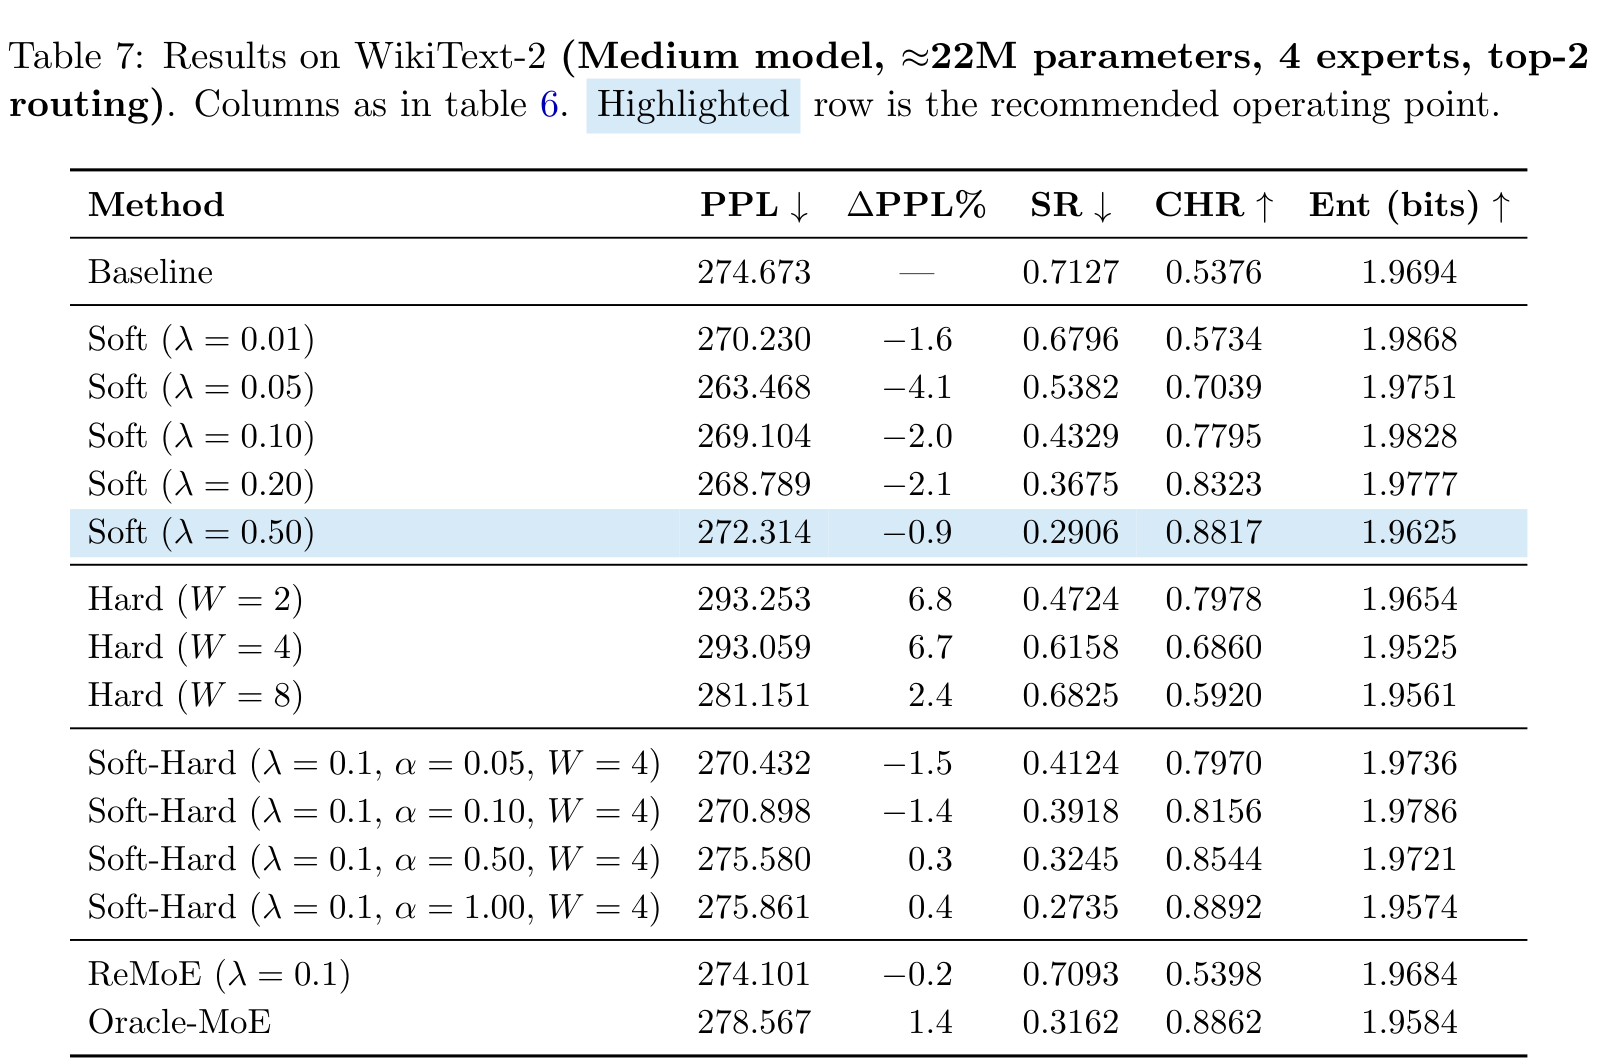 Table 7: Results on WikiText-2 (Medium model, ≈22M parameters, 4 experts, top-2
routing). Columns as in table 6. Highlighted row is the recommended operating point.
Method PPL ↓ ΔPPL% SR ↓ CHR ↑ Ent (bits) ↑
Baseline 274.673 — 0.7127 0.5376 1.9694
Soft (λ = 0.01) 270.230 −1.6 0.6796 0.5734 1.9868
Soft (λ = 0.05) 263.468 −4.1 0.5382 0.7039 1.9751
Soft (λ = 0.10) 269.104 −2.0 0.4329 0.7795 1.9828
Soft (λ = 0.20) 268.789 −2.1 0.3675 0.8323 1.9777
Soft (λ = 0.50) 272.314 −0.9 0.2906 0.8817 1.9625
Hard (W = 2) 293.253 6.8 0.4724 0.7978 1.9654
Hard (W = 4) 293.059 6.7 0.6158 0.6860 1.9525
Hard (W = 8) 281.151 2.4 0.6825 0.5920 1.9561
Soft-Hard (λ = 0.1, α = 0.05, W = 4) 270.432 −1.5 0.4124 0.7970 1.9736
Soft-Hard (λ = 0.1, α = 0.10, W = 4) 270.898 −1.4 0.3918 0.8156 1.9786
Soft-Hard (λ = 0.1, α = 0.50, W = 4) 275.580 0.3 0.3245 0.8544 1.9721
Soft-Hard (λ = 0.1, α = 1.00, W = 4) 275.861 0.4 0.2735 0.8892 1.9574
ReMoE (λ = 0.1) 274.101 −0.2 0.7093 0.5398 1.9684
Oracle-MoE 278.567 1.4 0.3162 0.8862 1.9584